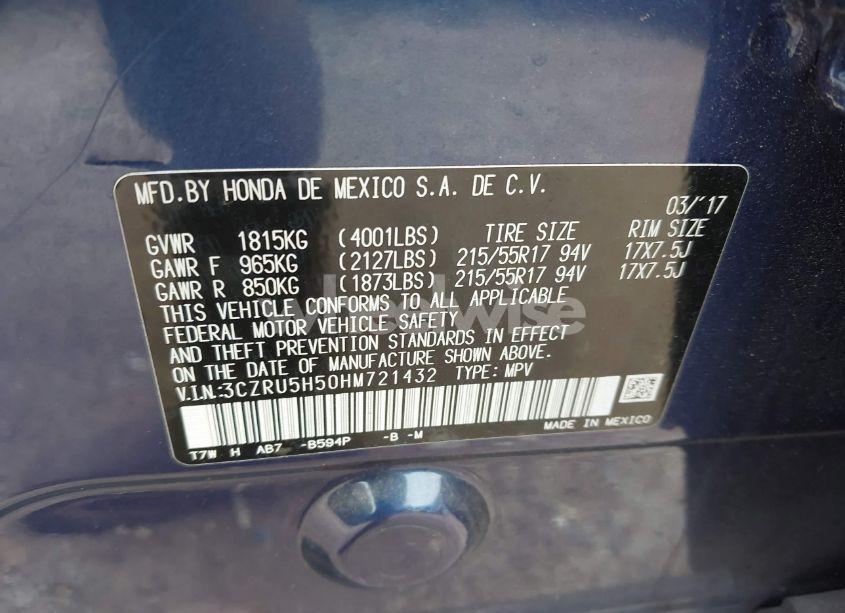 MFD.BY HONDA DE MEXICO S.A. DE C.V.
03/'17
GVWR 1815KG (4001LBS) TIRE SIZE RIM SIZE
GAWR F 965KG (2127LBS) 215/55R17 94V 17X7.5J
GAWR R 850KG (1873LBS) 215/55R17 94V 17X7.5J
THIS VEHICLE CONFORMS TO ALL APPLICABLE
FEDERAL MOTOR VEHICLE SAFETY
AND THEFT PREVENTION STANDARDS IN EFFECT
ON THE DATE OF MANUFACTURE SHOWN ABOVE.
V.I.N.:3CZRU5H50HM721432 TYPE: MPV
T7W H AB7 -B594P -B -M
MADE IN MEXICO